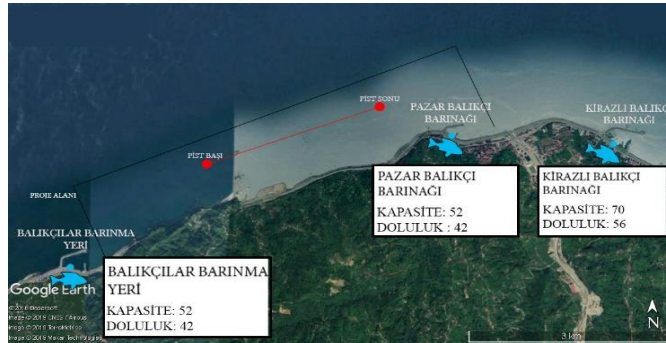 PİST SONU
PAZAR BALIKÇI
BARINAĞI
KİRAZLI BALIKÇI
BARINAĞI
PİST BAŞI
PAZAR BALIKÇI
BARINAĞI
KAPASİTE: 52
DOLULUK : 42
KİRAZLI BALIKÇI
BARINAĞI
KAPASİTE: 70
DOLULUK: 56
PROJE ALANI
BALIKÇILAR BARINMA
YERİ
BALIKÇILAR BARINMA
YERİ
KAPASİTE: 52
DOLULUK: 42
Google Earth
3 km
N